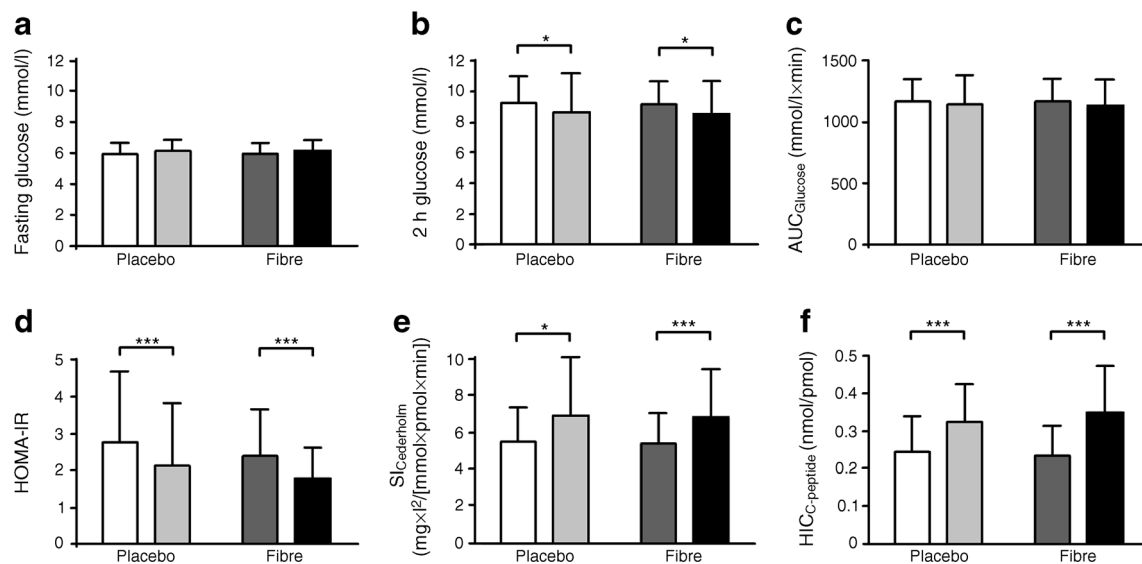 a
Fasting glucose (mmol/l)
12
10
8
6
4
2
0
Placebo Fibre
b
2 h glucose (mmol/l)
12
10
8
6
4
2
0
* *
Placebo Fibre
c
AUCGlucose (mmol/l×min)
1500
1000
500
0
Placebo Fibre
d
HOMA-IR
5
4
3
2
1
0
*** ***
Placebo Fibre
e
SICederholm
(mg×l²/[mmol×pmol×min])
10
8
6
4
2
0
* ***
Placebo Fibre
f
HICC-peptide (nmol/pmol)
0.5
0.4
0.3
0.2
0.1
0
*** ***
Placebo Fibre